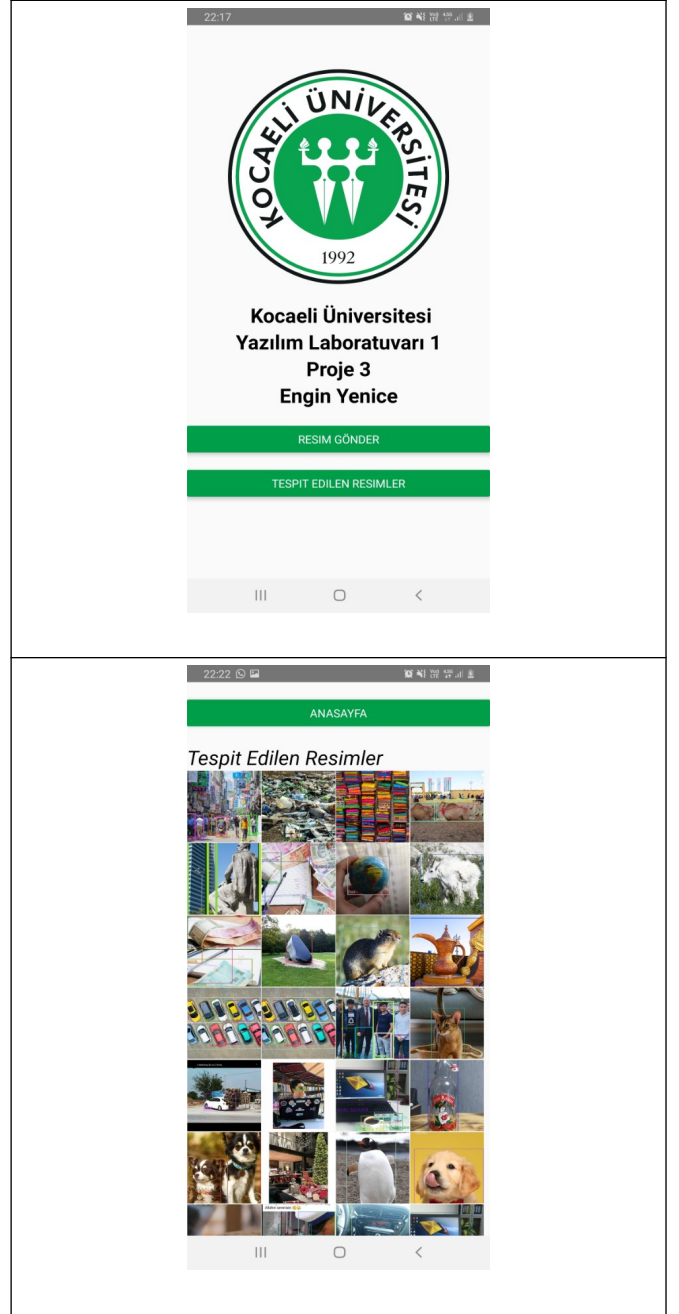 22:17
KOCAELİ ÜNİVERSİTESİ
1992
Kocaeli Üniversitesi
Yazılım Laboratuvarı 1
Proje 3
Engin Yenice
RESIM GÖNDER
TESPIT EDILEN RESIMLER
22:22
ANASAYFA
Tespit Edilen Resimler